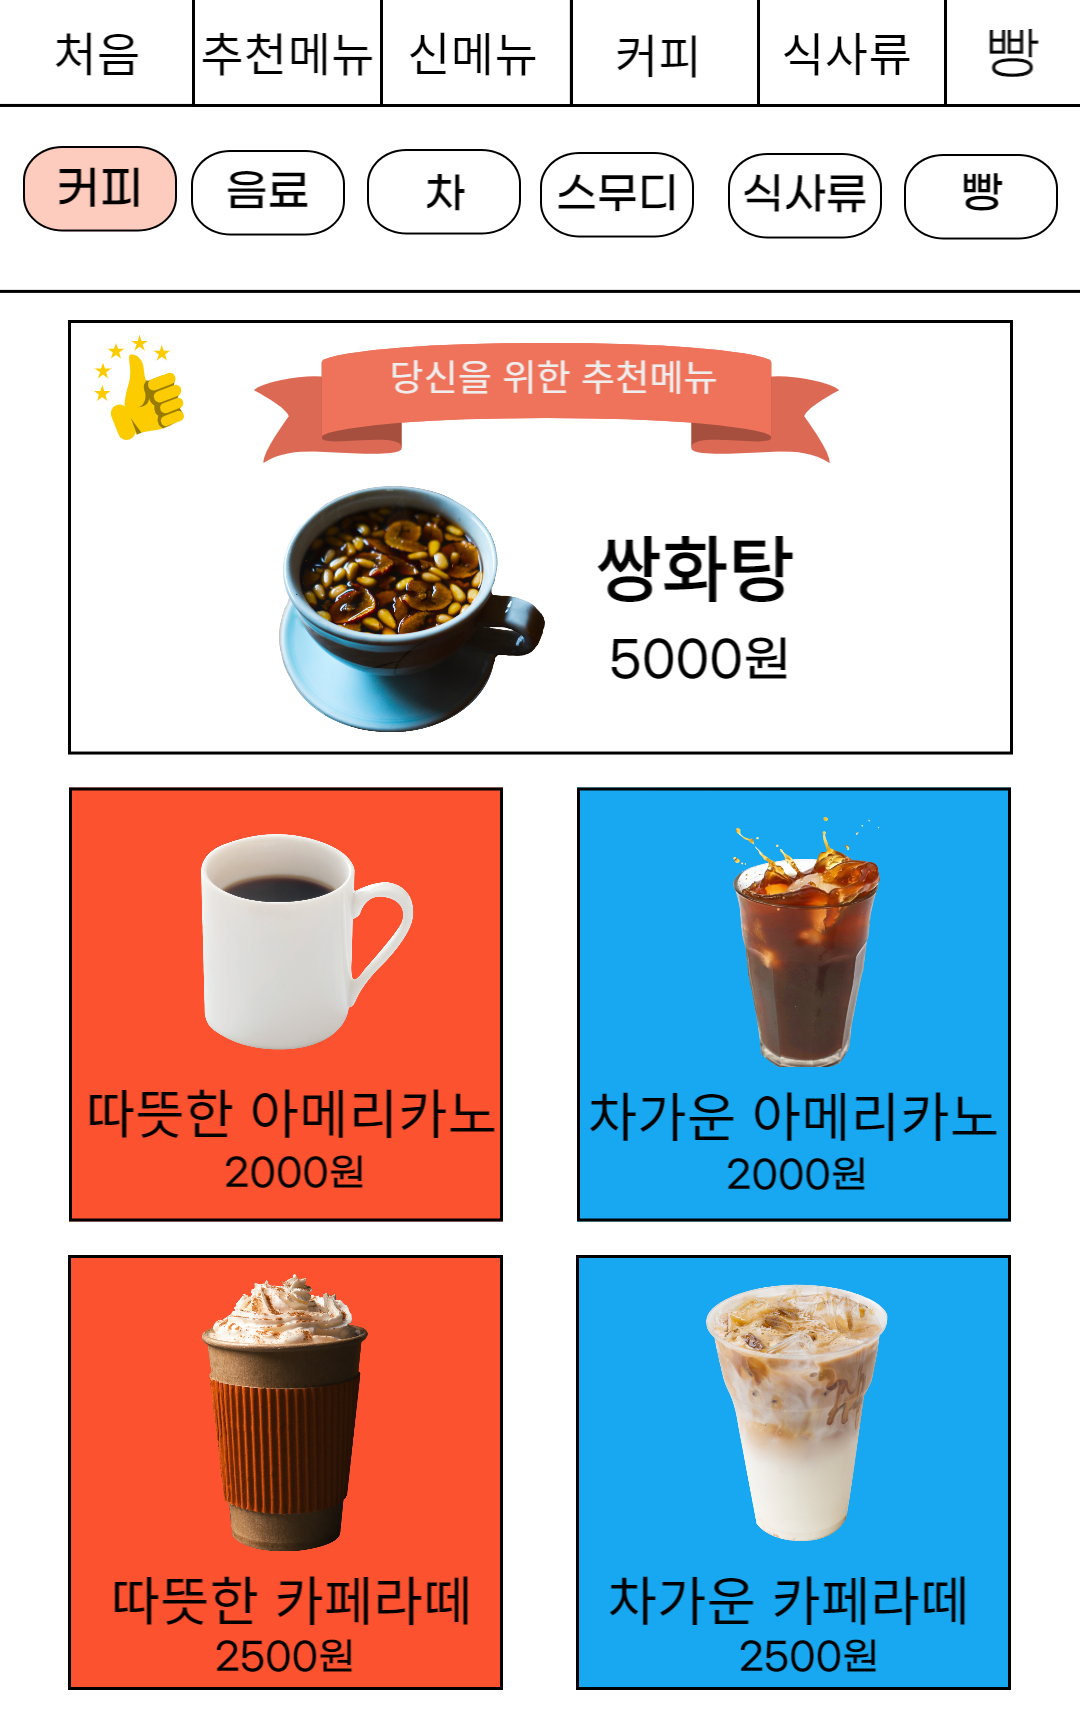 처음 추천메뉴 신메뉴 커피 식사류 빵
커피 음료 차 스무디 식사류 빵
당신을 위한 추천메뉴
쌍화탕
5000원
따뜻한 아메리카노
2000원
차가운 아메리카노
2000원
따뜻한 카페라떼
2500원
차가운 카페라떼
2500원